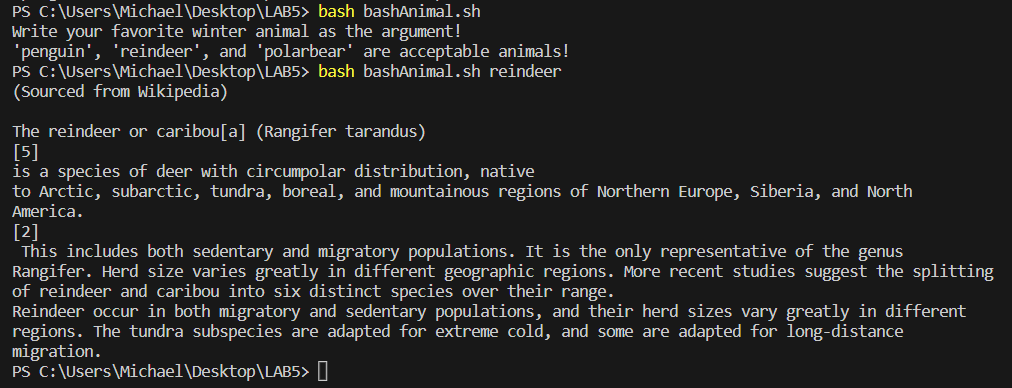 PS C:\Users\Michael\Desktop\LAB5> bash bashAnimal.sh
Write your favorite winter animal as the argument!
'penguin', 'reindeer', and 'polarbear' are acceptable animals!
PS C:\Users\Michael\Desktop\LAB5> bash bashAnimal.sh reindeer
(Sourced from Wikipedia)

The reindeer or caribou[a] (Rangifer tarandus)
[5]
is a species of deer with circumpolar distribution, native
to Arctic, subarctic, tundra, boreal, and mountainous regions of Northern Europe, Siberia, and North
America.
[2]
 This includes both sedentary and migratory populations. It is the only representative of the genus
Rangifer. Herd size varies greatly in different geographic regions. More recent studies suggest the splitting
of reindeer and caribou into six distinct species over their range.
Reindeer occur in both migratory and sedentary populations, and their herd sizes vary greatly in different
regions. The tundra subspecies are adapted for extreme cold, and some are adapted for long-distance
migration.
PS C:\Users\Michael\Desktop\LAB5>